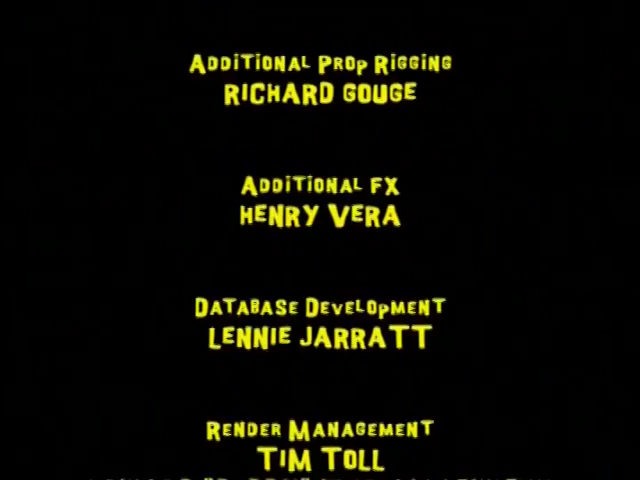 Additional Prop Rigging
RICHARD GOUGE
Additional FX
HENRY VERA
Database Development
LENNIE JARRATT
Render Management
TIM TOLL